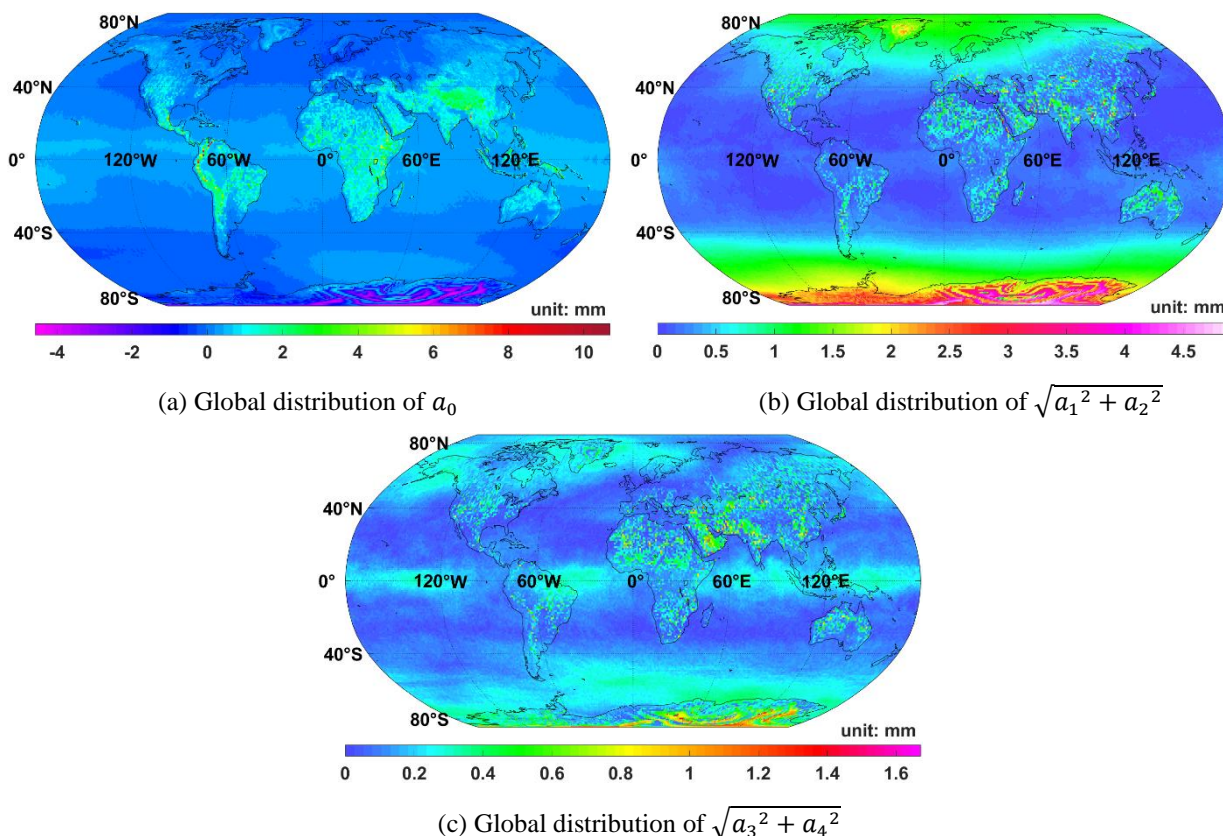 80°N
40°N
0°
120°W 60°W 0° 60°E 120°E
40°S
80°S
unit: mm
-4 -2 0 2 4 6 8 10
(a) Global distribution of a₀
80°N
40°N
0°
120°W 60°W 0° 60°E 120°E
40°S
80°S
unit: mm
0 0.5 1 1.5 2 2.5 3 3.5 4 4.5
(b) Global distribution of √(a₁² + a₂²)
80°N
40°N
0°
120°W 60°W 0° 60°E 120°E
40°S
80°S
unit: mm
0 0.2 0.4 0.6 0.8 1 1.2 1.4 1.6
(c) Global distribution of √(a₃² + a₄²)